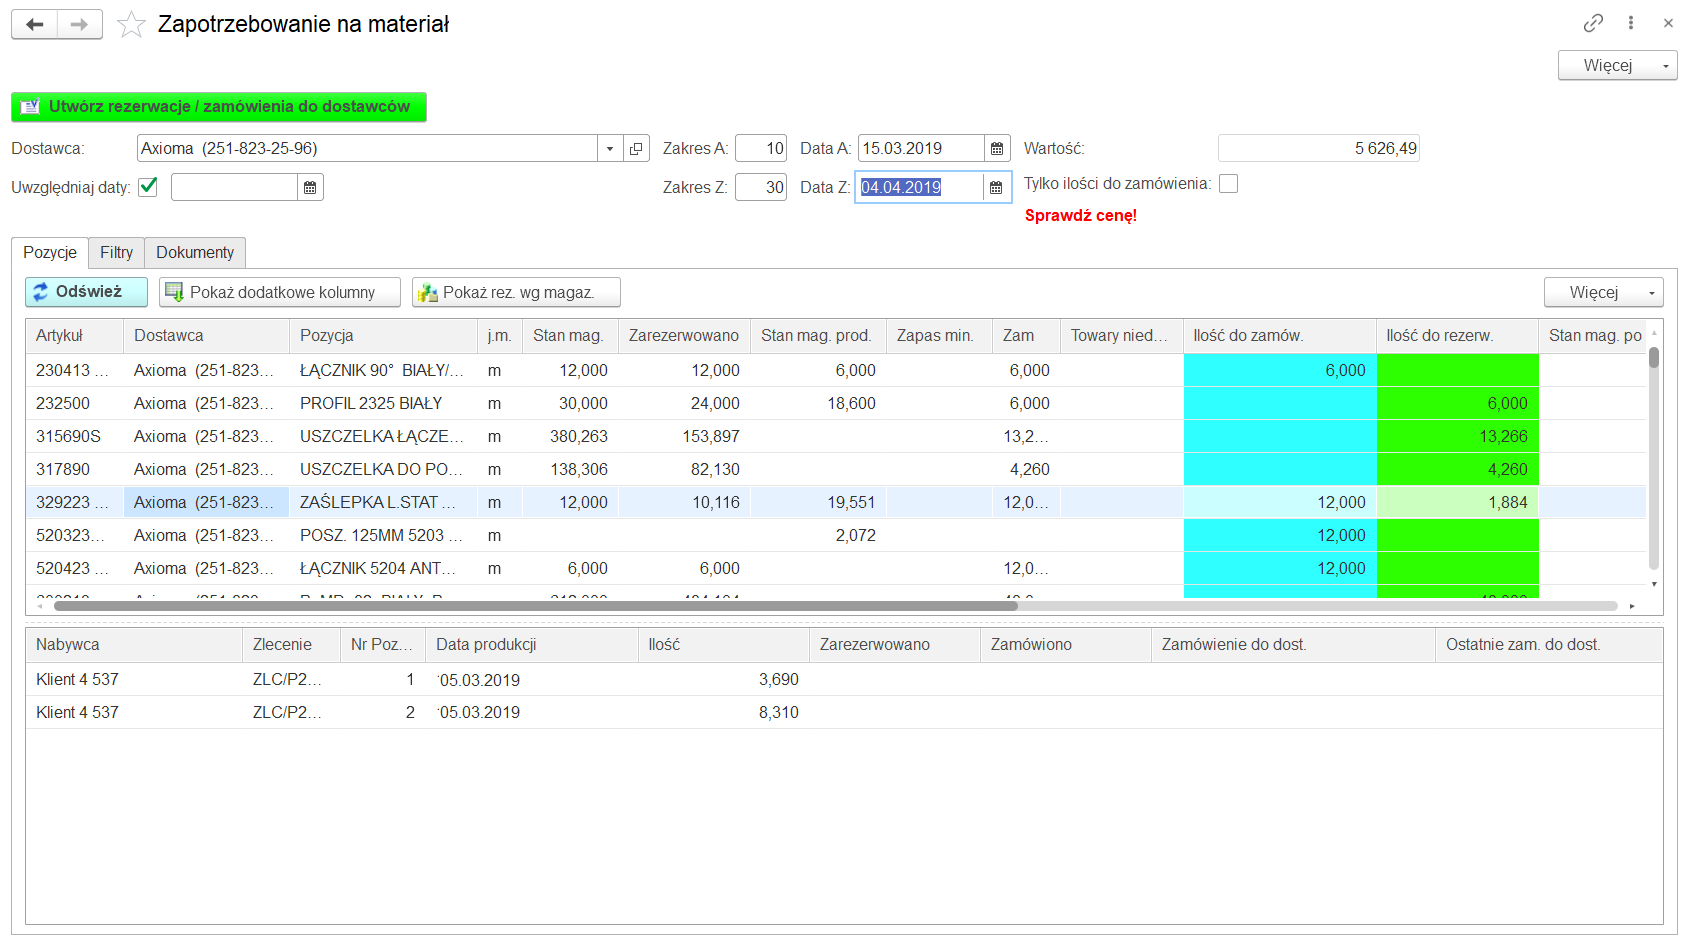 Zapotrzebowanie na materiał
Więcej
Utwórz rezerwacje / zamówienia do dostawców
Dostawca: Axioma (251-823-25-96) Zakres A: 10 Data A: 15.03.2019 Wartość: 5 626,49
Uwzględniaj daty: Zakres Z: 30 Data Z: 04.04.2019 Tylko ilości do zamówienia:
Sprawdź cenę!
Pozycje Filtry Dokumenty
Odśwież Pokaż dodatkowe kolumny Pokaż rez. wg magaz. Więcej
Artykuł Dostawca Pozycja j.m. Stan mag. Zarezerwowano Stan mag. prod. Zapas min. Zam Towary nied... Ilość do zamów. Ilość do rezerw. Stan mag. po
230413 ... Axioma (251-823... ŁĄCZNIK 90° BIAŁY/... m 12,000 12,000 6,000 6,000 6,000
232500 Axioma (251-823... PROFIL 2325 BIAŁY m 30,000 24,000 18,600 6,000 6,000
315690S Axioma (251-823... USZCZELKA ŁĄCZE... m 380,263 153,897 13,2... 13,266
317890 Axioma (251-823... USZCZELKA DO PO... m 138,306 82,130 4,260 4,260
329223 ... Axioma (251-823... ZAŚLEPKA L.STAT ... m 12,000 10,116 19,551 12,0... 12,000 1,884
520323... Axioma (251-823... POSZ. 125MM 5203 ... m 2,072 12,000
520423 ... Axioma (251-823... ŁĄCZNIK 5204 ANT... m 6,000 6,000 12,0... 12,000
Nabywca Zlecenie Nr Poz... Data produkcji Ilość Zarezerwowano Zamówiono Zamówienie do dost. Ostatnie zam. do dost.
Klient 4 537 ZLC/P2... 1 05.03.2019 3,690
Klient 4 537 ZLC/P2... 2 05.03.2019 8,310